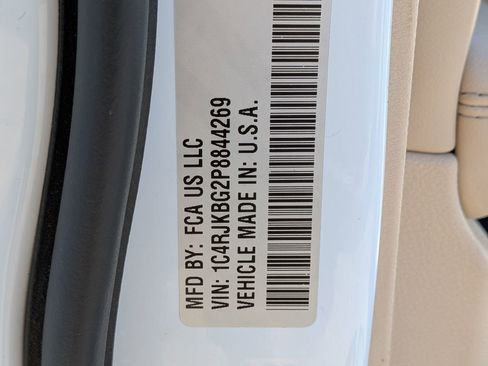 MFD BY: FCA US LLC
VIN: 1C4RJKBG2P8844269
VEHICLE MADE IN: U.S.A.